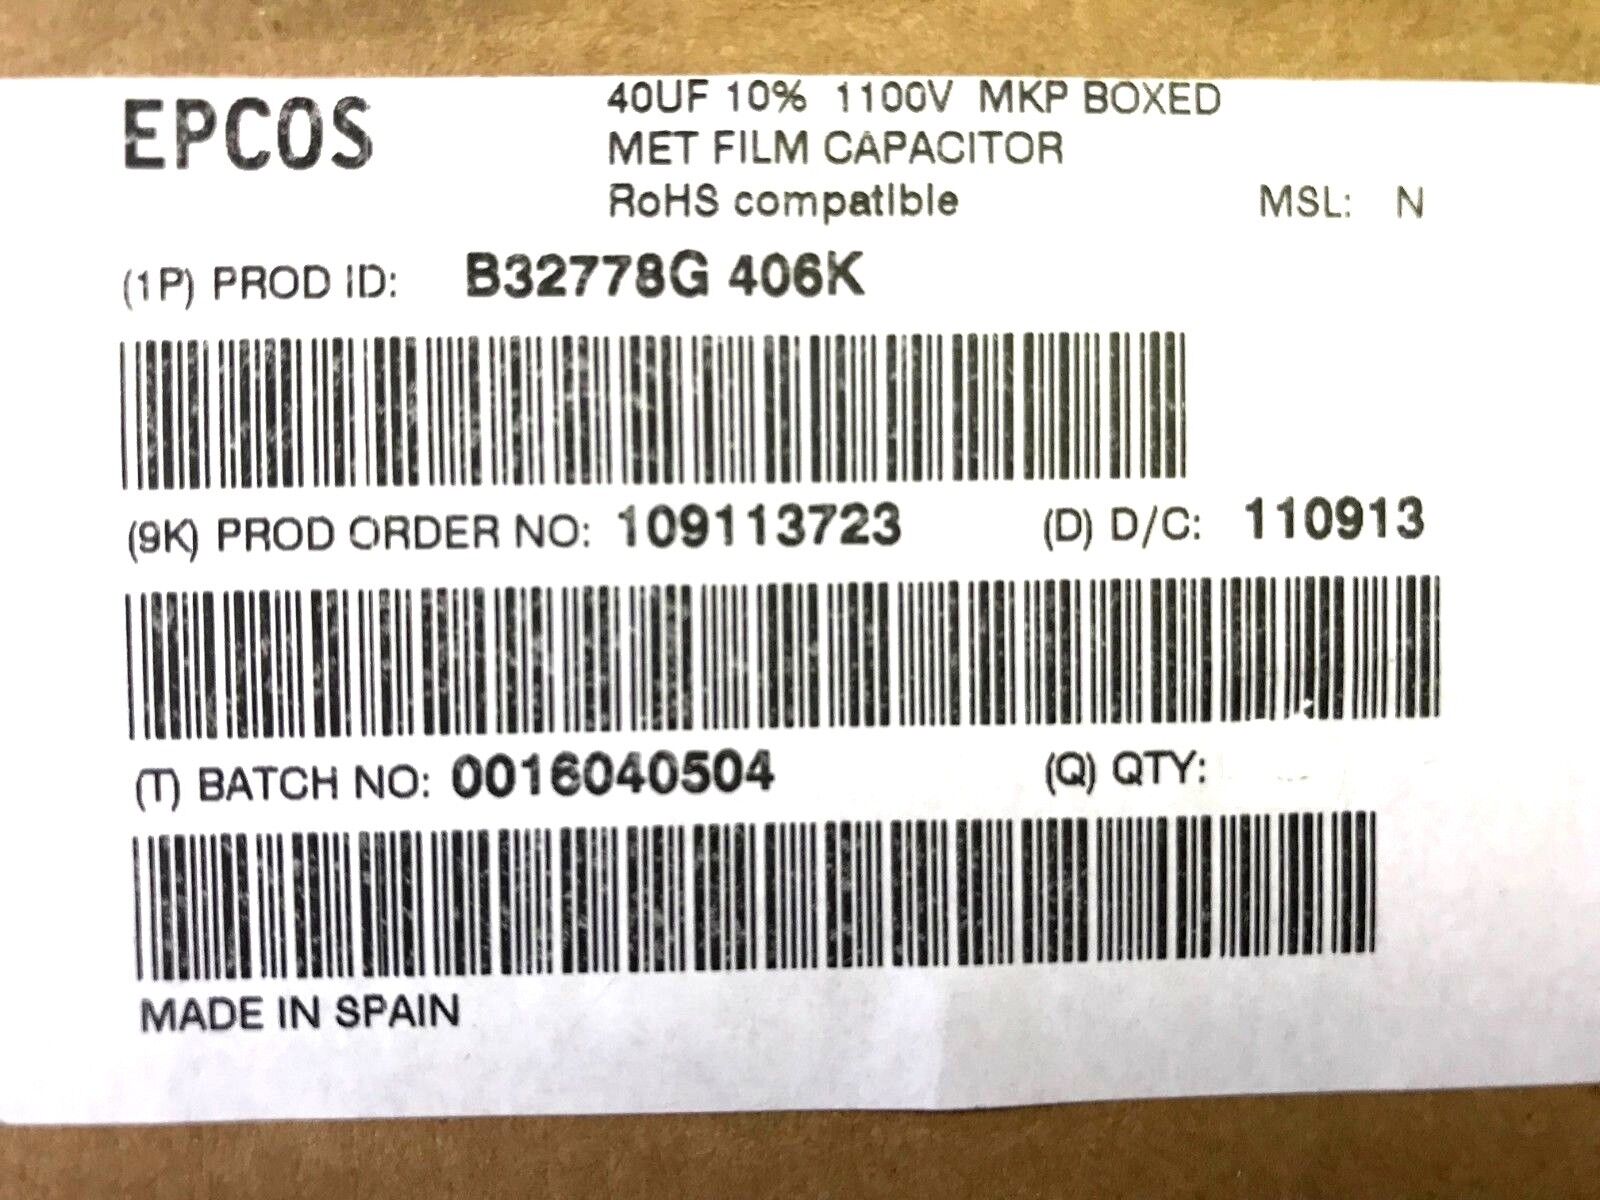 EPCOS
40UF 10% 1100V MKP BOXED
MET FILM CAPACITOR
RoHS compatible MSL: N
(1P) PROD ID: B32778G 406K
(9K) PROD ORDER NO: 109113723 (D) D/C: 110913
(T) BATCH NO: 0016040504 (Q) QTY:
MADE IN SPAIN